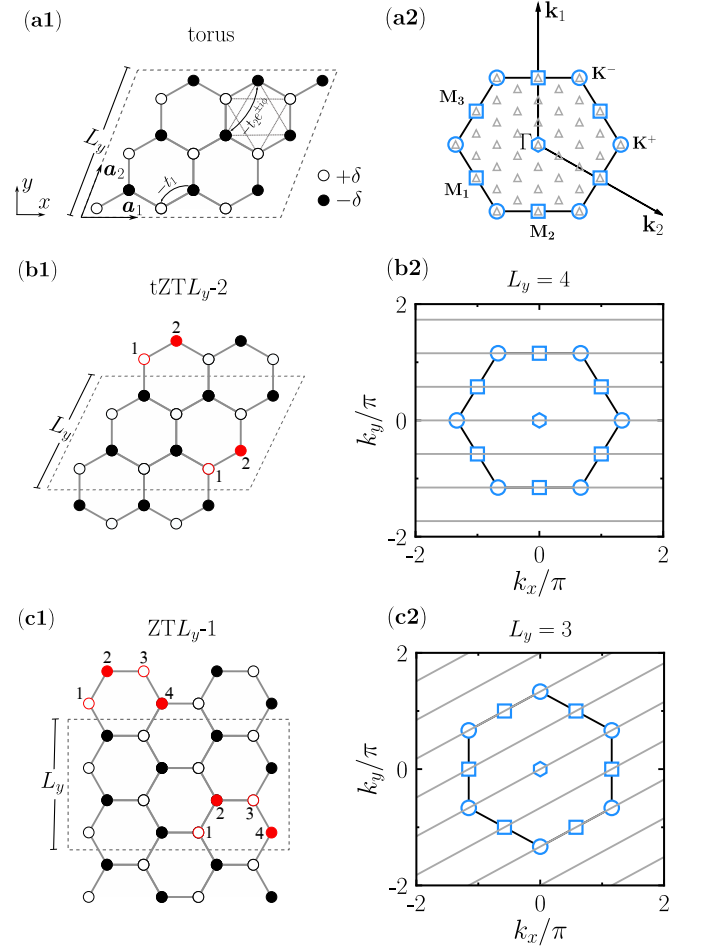 (a1)
torus
L_y
a_2
y
x
a_1
−t_1
−t_2e^{±iϕ}
+δ
−δ
(a2)
k_1
K^−
M_3
Γ
K^+
M_1
M_2
k_2
(b1)
tZTL_y-2
2
1
L_y
1
2
(b2)
L_y = 4
2
0
-2
k_y/π
-2
0
2
k_x/π
(c1)
ZTL_y-1
2
3
1
4
L_y
2
3
1
4
(c2)
L_y = 3
2
0
-2
k_y/π
-2
0
2
k_x/π